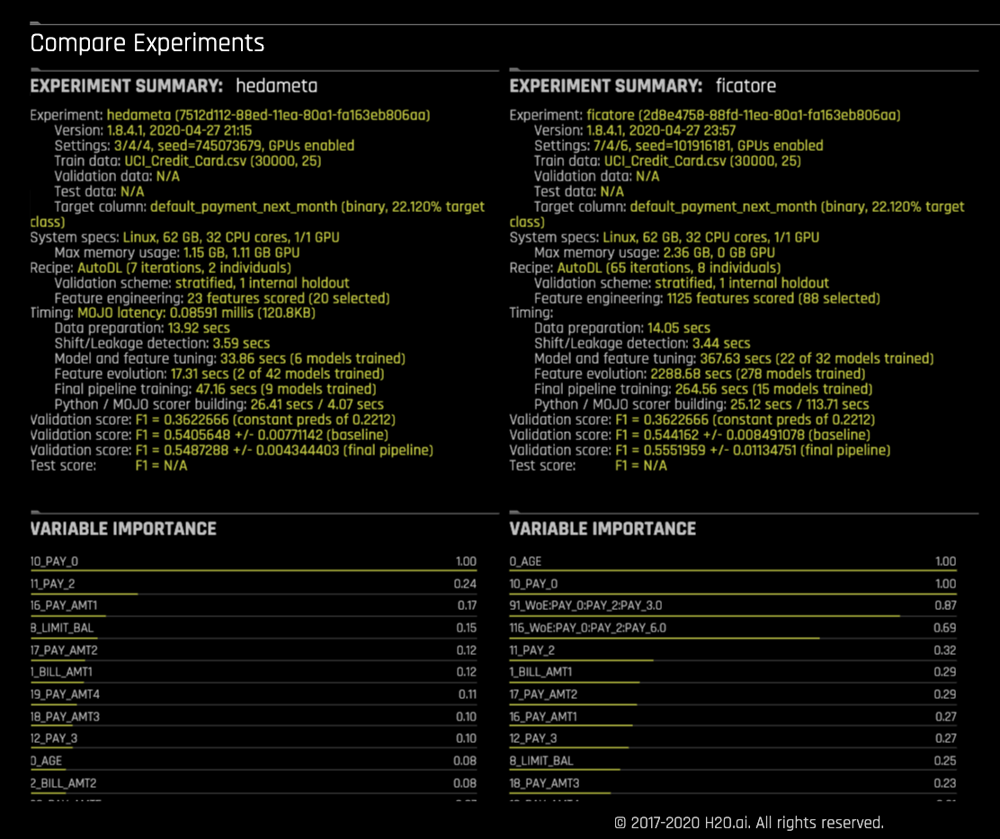 Compare Experiments
EXPERIMENT SUMMARY: hedameta
Experiment: hedameta (7512d112-88ed-11ea-80a1-fa163eb806aa)
Version: 1.8.4.1, 2020-04-27 21:15
Settings: 3/4/4, seed=745073679, GPUs enabled
Train data: UCI_Credit_Card.csv (30000, 25)
Validation data: N/A
Test data: N/A
Target column: default_payment_next_month (binary, 22.120% target
class)
System specs: Linux, 62 GB, 32 CPU cores, 1/1 GPU
Max memory usage: 1.15 GB, 1.11 GB GPU
Recipe: AutoDL (7 iterations, 2 individuals)
Validation scheme: stratified, 1 internal holdout
Feature engineering: 23 features scored (20 selected)
Timing: MOJO latency: 0.08591 millis (120.8KB)
Data preparation: 13.92 secs
Shift/Leakage detection: 3.59 secs
Model and feature tuning: 33.86 secs (6 models trained)
Feature evolution: 17.31 secs (2 of 42 models trained)
Final pipeline training: 47.16 secs (9 models trained)
Python / MOJO scorer building: 26.41 secs / 4.07 secs
Validation score: F1 = 0.3622666 (constant preds of 0.2212)
Validation score: F1 = 0.5405648 +/- 0.00771142 (baseline)
Validation score: F1 = 0.5487288 +/- 0.004344403 (final pipeline)
Test score: F1 = N/A
VARIABLE IMPORTANCE
10_PAY_0 1.00
11_PAY_2 0.24
16_PAY_AMT1 0.17
8_LIMIT_BAL 0.15
17_PAY_AMT2 0.12
1_BILL_AMT1 0.12
19_PAY_AMT4 0.11
18_PAY_AMT3 0.10
12_PAY_3 0.10
0_AGE 0.08
2_BILL_AMT2 0.08
EXPERIMENT SUMMARY: ficatore
Experiment: ficatore (2d8e4758-88fd-11ea-80a1-fa163eb806aa)
Version: 1.8.4.1, 2020-04-27 23:57
Settings: 7/4/6, seed=101916181, GPUs enabled
Train data: UCI_Credit_Card.csv (30000, 25)
Validation data: N/A
Test data: N/A
Target column: default_payment_next_month (binary, 22.120% target
class)
System specs: Linux, 62 GB, 32 CPU cores, 1/1 GPU
Max memory usage: 2.36 GB, 0 GB GPU
Recipe: AutoDL (65 iterations, 8 individuals)
Validation scheme: stratified, 1 internal holdout
Feature engineering: 1125 features scored (88 selected)
Timing:
Data preparation: 14.05 secs
Shift/Leakage detection: 3.44 secs
Model and feature tuning: 367.63 secs (22 of 32 models trained)
Feature evolution: 2288.68 secs (278 models trained)
Final pipeline training: 264.56 secs (15 models trained)
Python / MOJO scorer building: 25.12 secs / 113.71 secs
Validation score: F1 = 0.3622666 (constant preds of 0.2212)
Validation score: F1 = 0.544162 +/- 0.008491078 (baseline)
Validation score: F1 = 0.5551959 +/- 0.01134751 (final pipeline)
Test score: F1 = N/A
VARIABLE IMPORTANCE
0_AGE 1.00
10_PAY_0 1.00
91_WoE:PAY_0:PAY_2:PAY_3.0 0.87
116_WoE:PAY_0:PAY_2:PAY_6.0 0.69
11_PAY_2 0.32
1_BILL_AMT1 0.29
17_PAY_AMT2 0.29
16_PAY_AMT1 0.27
12_PAY_3 0.27
8_LIMIT_BAL 0.25
18_PAY_AMT3 0.23
© 2017-2020 H2O.ai. All rights reserved.